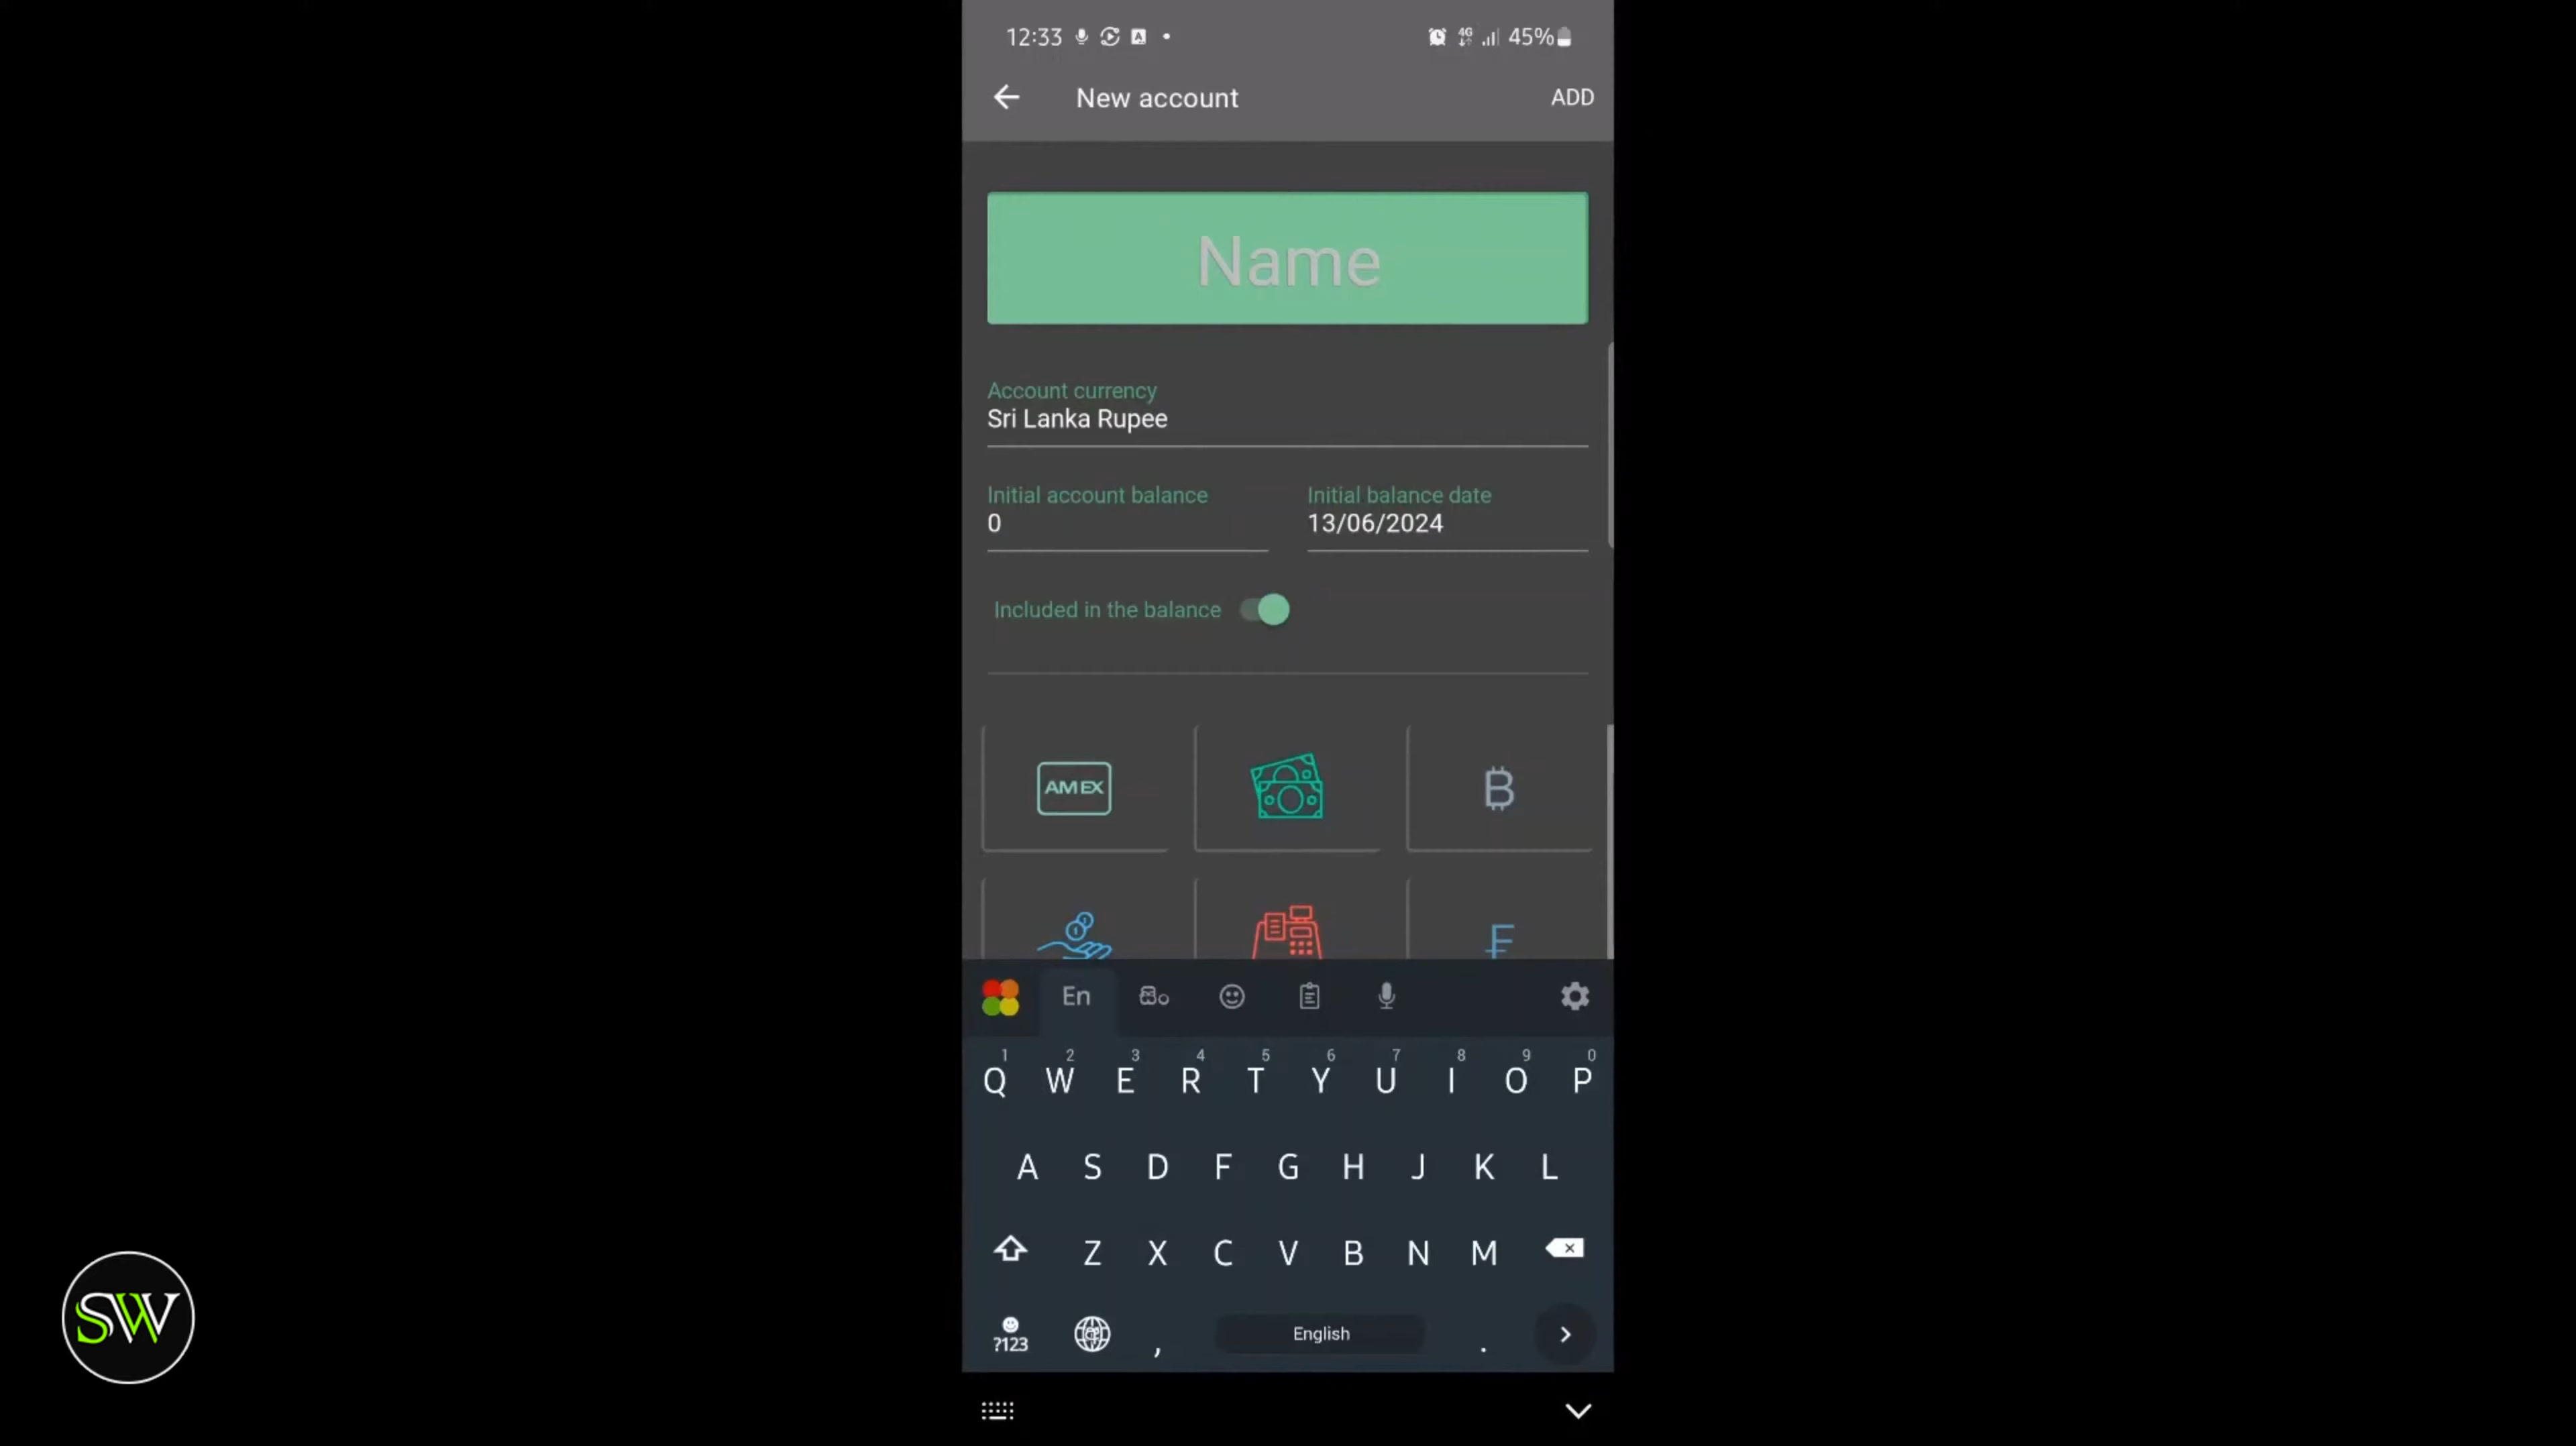 12:33
4G
45%
New account
ADD
Name
Account currency
Sri Lanka Rupee
Initial account balance
Initial balance date
0
13/06/2024
Included in the balance
AMEX
En
1 2 3 4 5 6 7 8 9 0
Q W E R T Y U I O P
A S D F G H J K L
Z X C V B N M
?123
,
English
.
SW